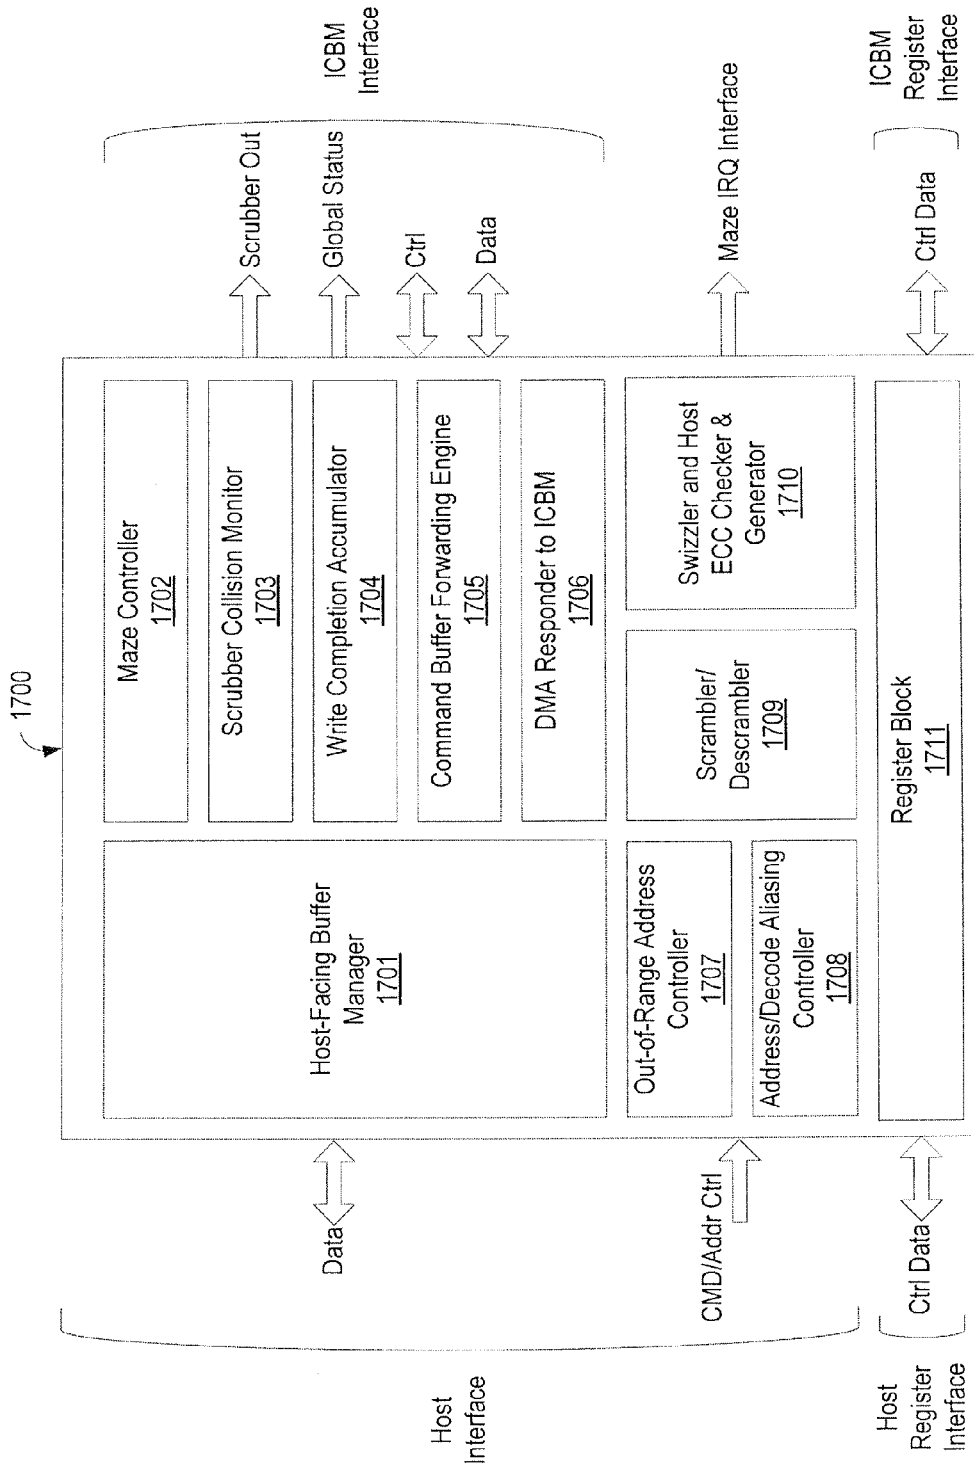 1700
Host
Interface
Data
CMD/Addr Ctrl
Host
Register
Interface
Ctrl Data
Host-Facing Buffer
Manager
1701
Maze Controller
1702
Scrubber Collision Monitor
1703
Write Completion Accumulator
1704
Command Buffer Forwarding Engine
1705
DMA Responder to ICBM
1706
Out-of-Range Address
Controller
1707
Address/Decode Aliasing
Controller
1708
Scrambler/
Descrambler
1709
Swizzler and Host
ECC Checker &
Generator
1710
Register Block
1711
Scrubber Out
Global Status
Ctrl
Data
ICBM
Interface
Maze IRQ Interface
Ctrl Data
ICBM
Register
Interface